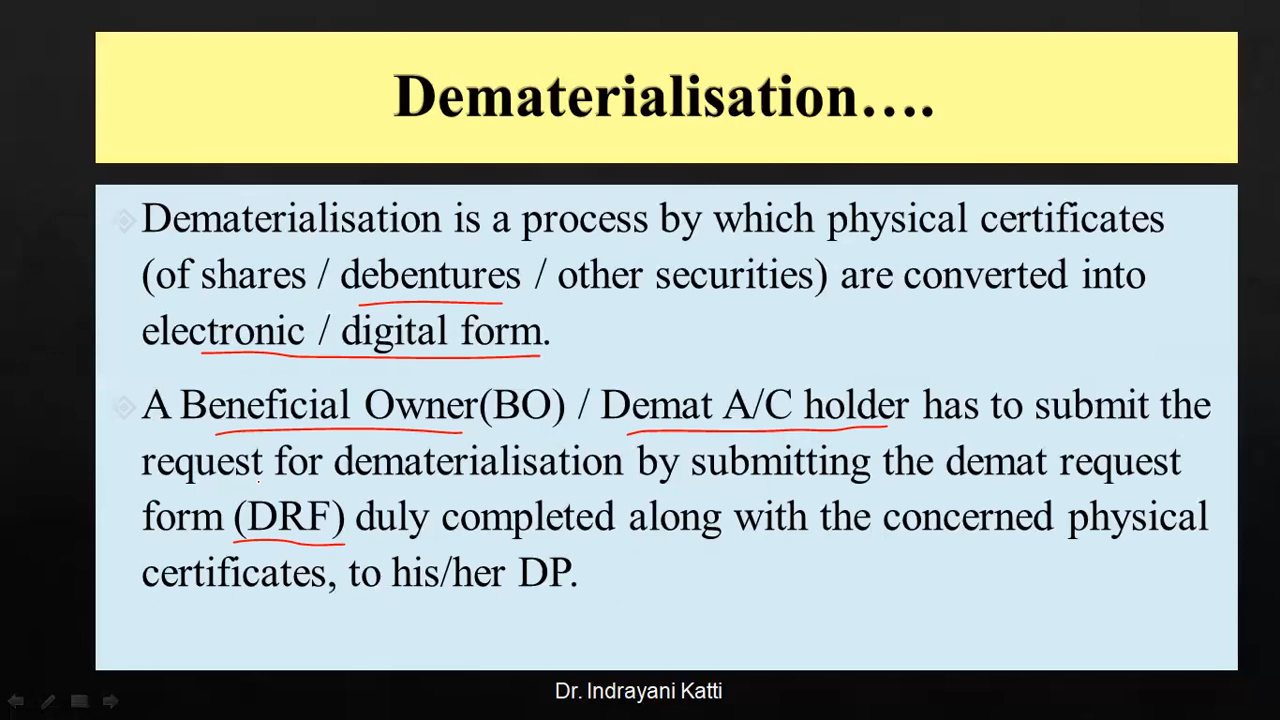 Dematerialisation….
Dematerialisation is a process by which physical certificates
(of shares / debentures / other securities) are converted into
electronic / digital form.
A Beneficial Owner(BO) / Demat A/C holder has to submit the
request for dematerialisation by submitting the demat request
form (DRF) duly completed along with the concerned physical
certificates, to his/her DP.
Dr. Indrayani Katti